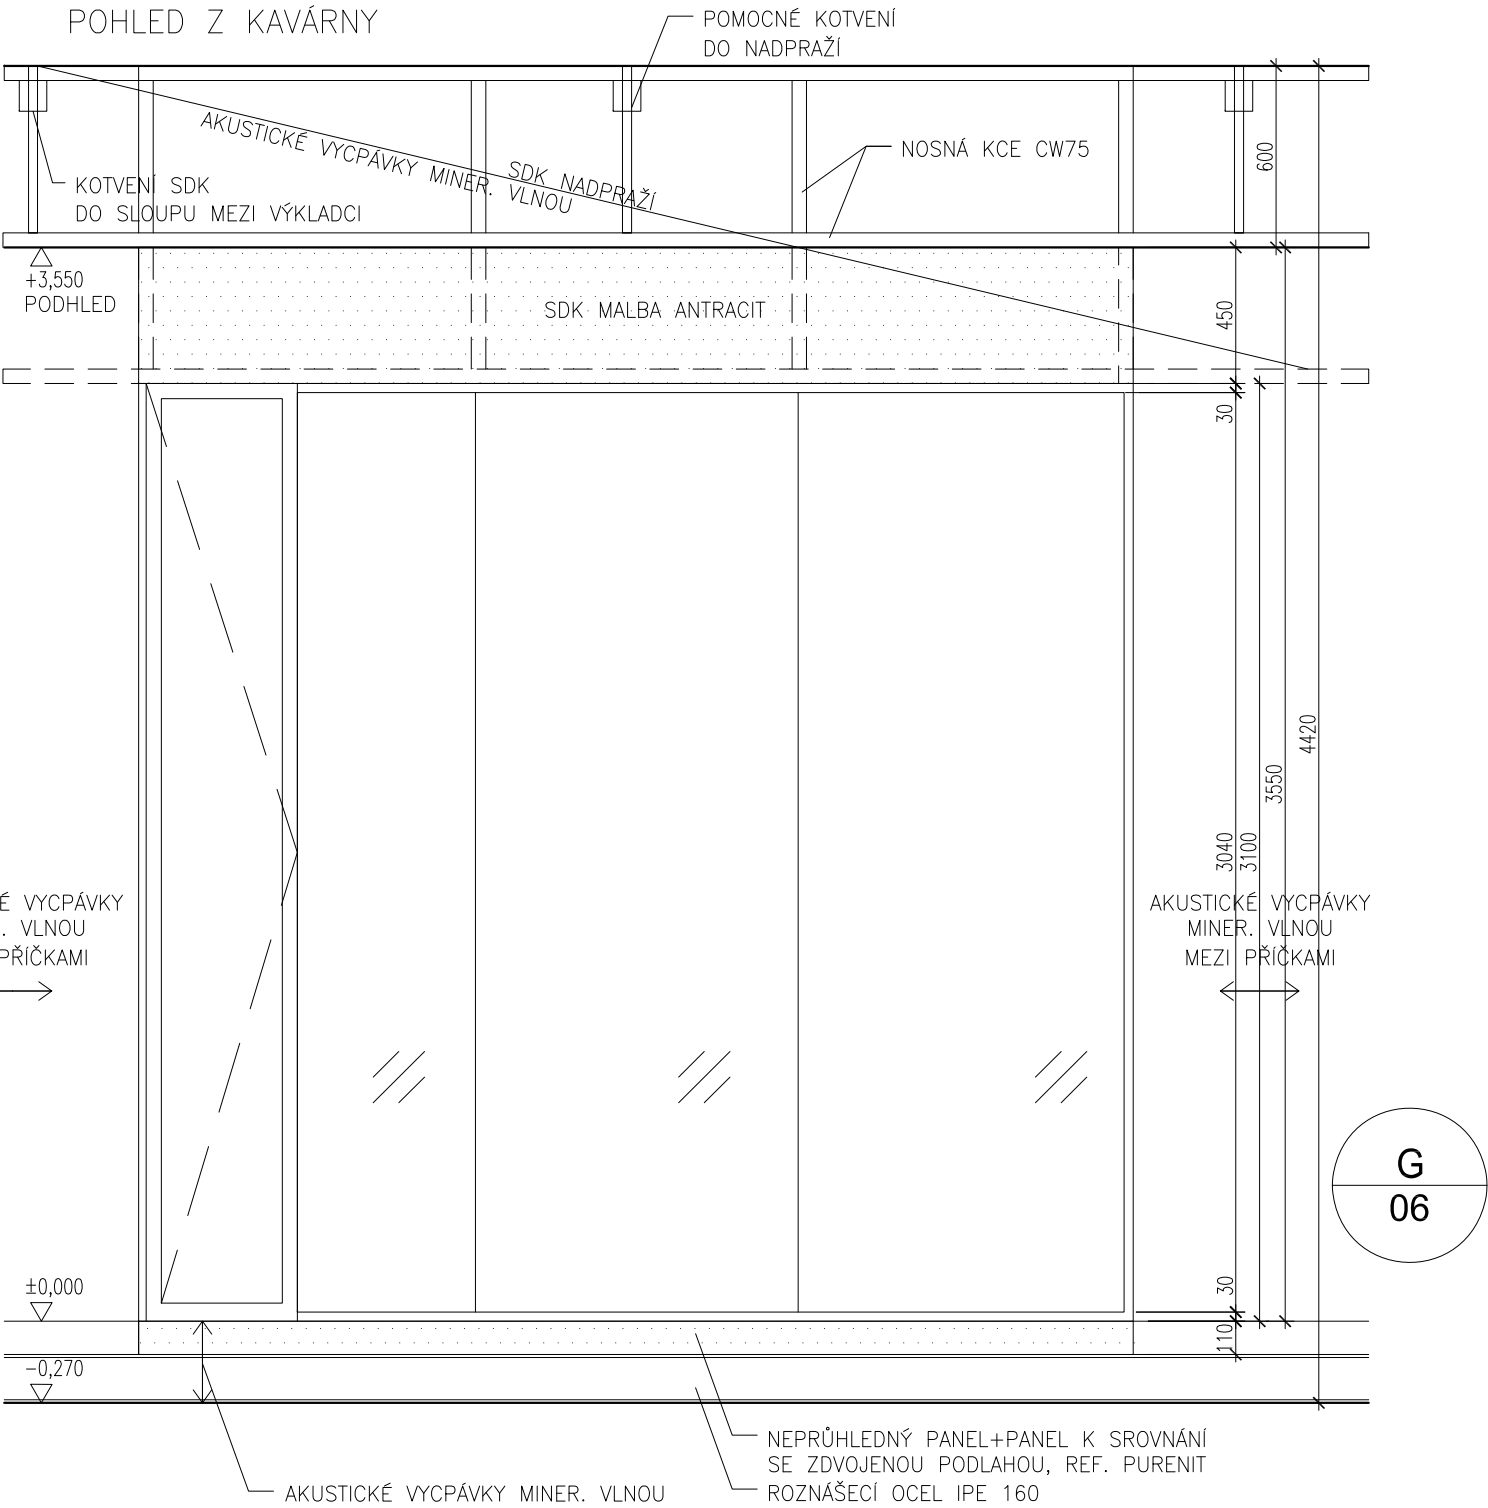 POHLED Z KAVÁRNY
POMOCNÉ KOTVENÍ
DO NADPRAŽÍ
AKUSTICKÉ VYCPÁVKY MINER. VLNOU
SDK NADPRAŽÍ
NOSNÁ KCE CW75
600
KOTVENÍ SDK
DO SLOUPU MEZI VÝKLADCI
+3,550
PODHLED
SDK MALBA ANTRACIT
450
30
4420
3550
3040
3100
É VYCPÁVKY
. VLNOU
PŘÍČKAMI
AKUSTICKÉ VYCPÁVKY
MINER. VLNOU
MEZI PŘÍČKAMI
G
06
±0,000
30
110
-0,270
NEPRŮHLEDNÝ PANEL+PANEL K SROVNÁNÍ
SE ZDVOJENOU PODLAHOU, REF. PURENIT
AKUSTICKÉ VYCPÁVKY MINER. VLNOU
ROZNÁŠECÍ OCEL IPE 160